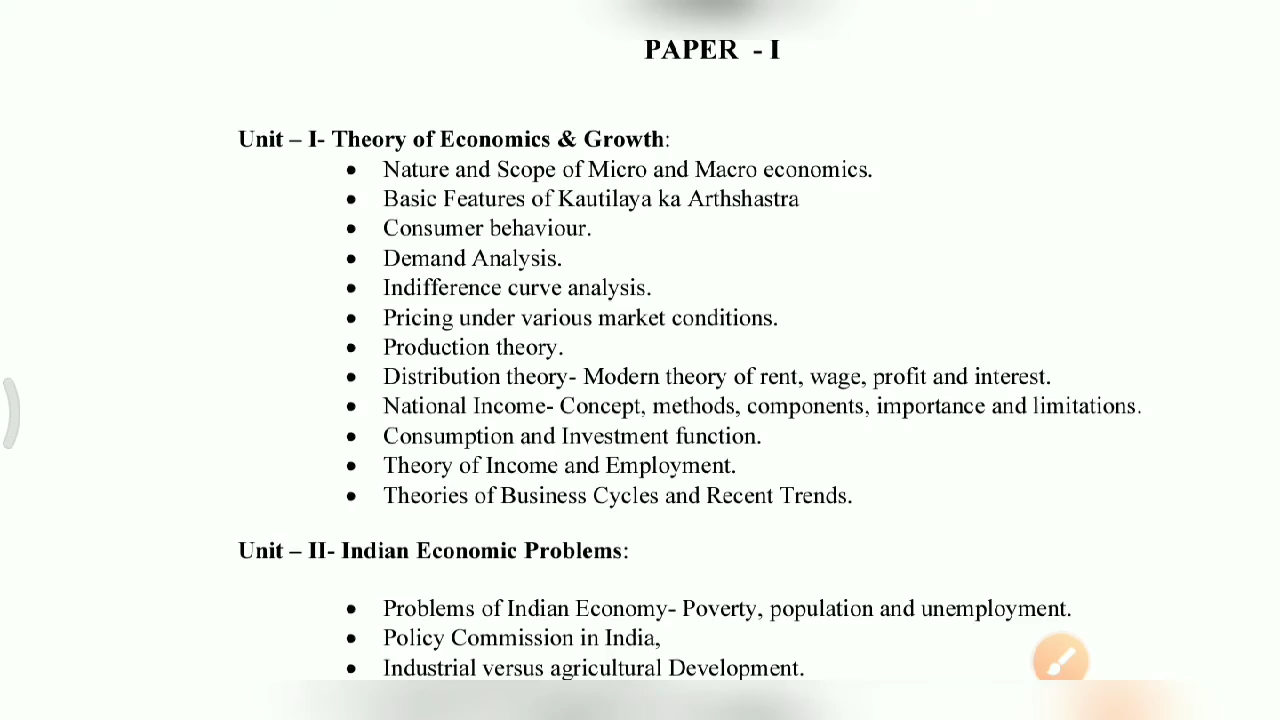 PAPER - I
Unit – I- Theory of Economics & Growth:
• Nature and Scope of Micro and Macro economics.
• Basic Features of Kautilaya ka Arthshastra
• Consumer behaviour.
• Demand Analysis.
• Indifference curve analysis.
• Pricing under various market conditions.
• Production theory.
• Distribution theory- Modern theory of rent, wage, profit and interest.
• National Income- Concept, methods, components, importance and limitations.
• Consumption and Investment function.
• Theory of Income and Employment.
• Theories of Business Cycles and Recent Trends.
Unit – II- Indian Economic Problems:
• Problems of Indian Economy- Poverty, population and unemployment.
• Policy Commission in India,
• Industrial versus agricultural Development.